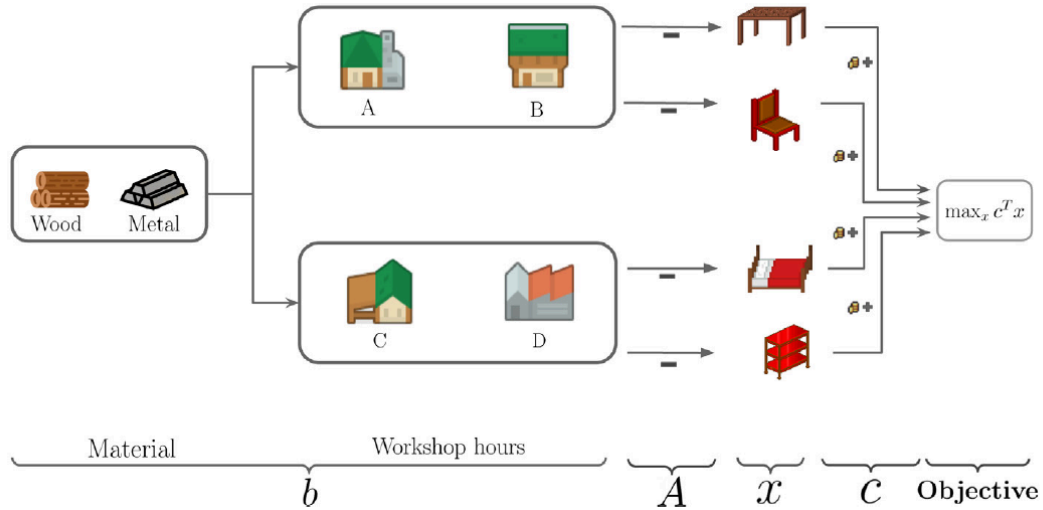 A
B
Wood
Metal
max_x c^T x
C
D
Material
Workshop hours
b
A
x
c
Objective